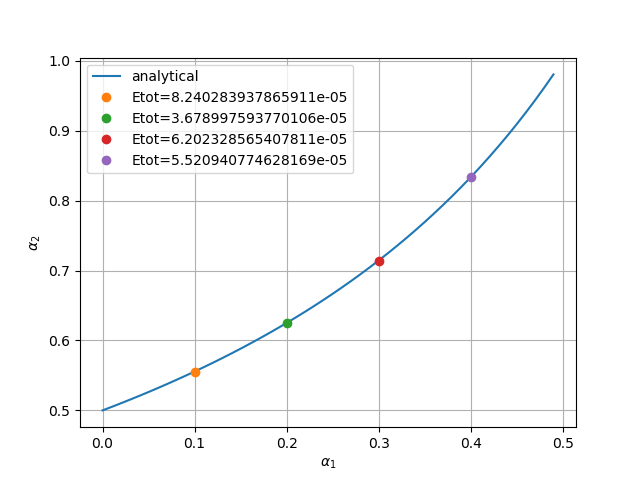 1.0
0.9
0.8
0.7
0.6
0.5
α2
analytical
Etot=8.240283937865911e-05
Etot=3.678997593770106e-05
Etot=6.202328565407811e-05
Etot=5.520940774628169e-05
0.0 0.1 0.2 0.3 0.4 0.5
α1